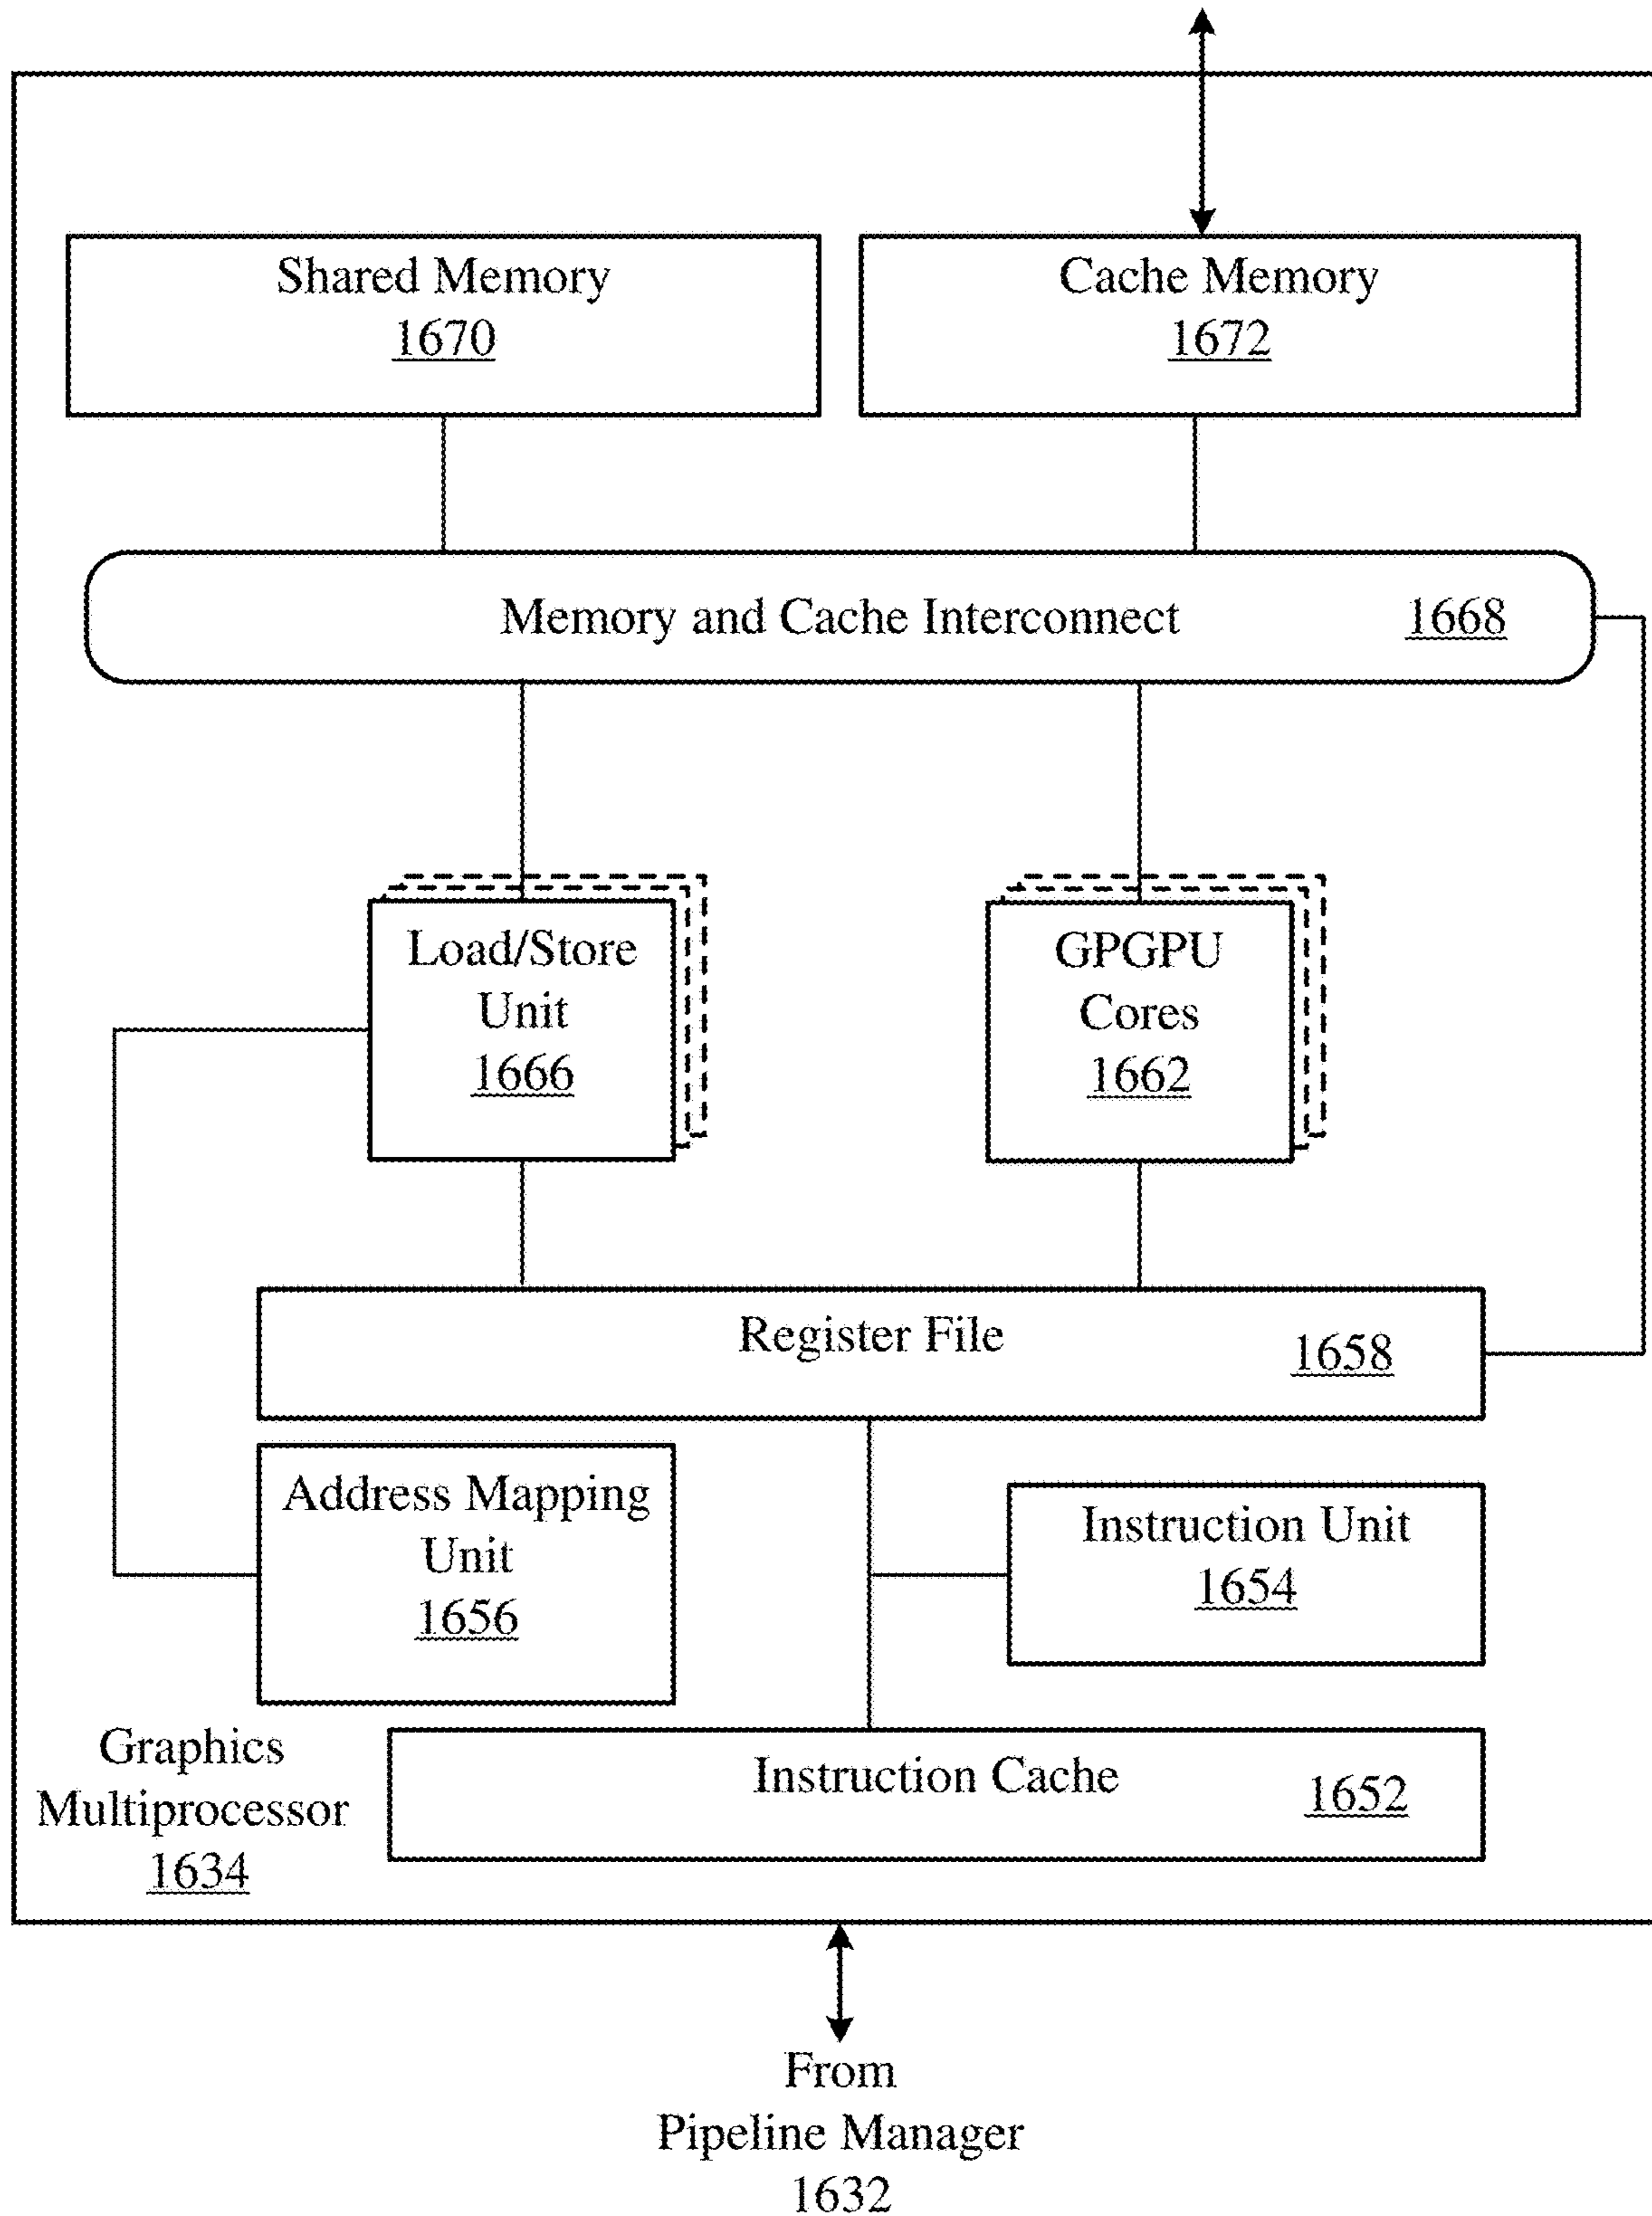 Shared Memory
1670
Cache Memory
1672
Memory and Cache Interconnect 1668
Load/Store
Unit
1666
GPGPU
Cores
1662
Register File 1658
Address Mapping
Unit
1656
Instruction Unit
1654
Graphics
Multiprocessor
1634
Instruction Cache 1652
From
Pipeline Manager
1632